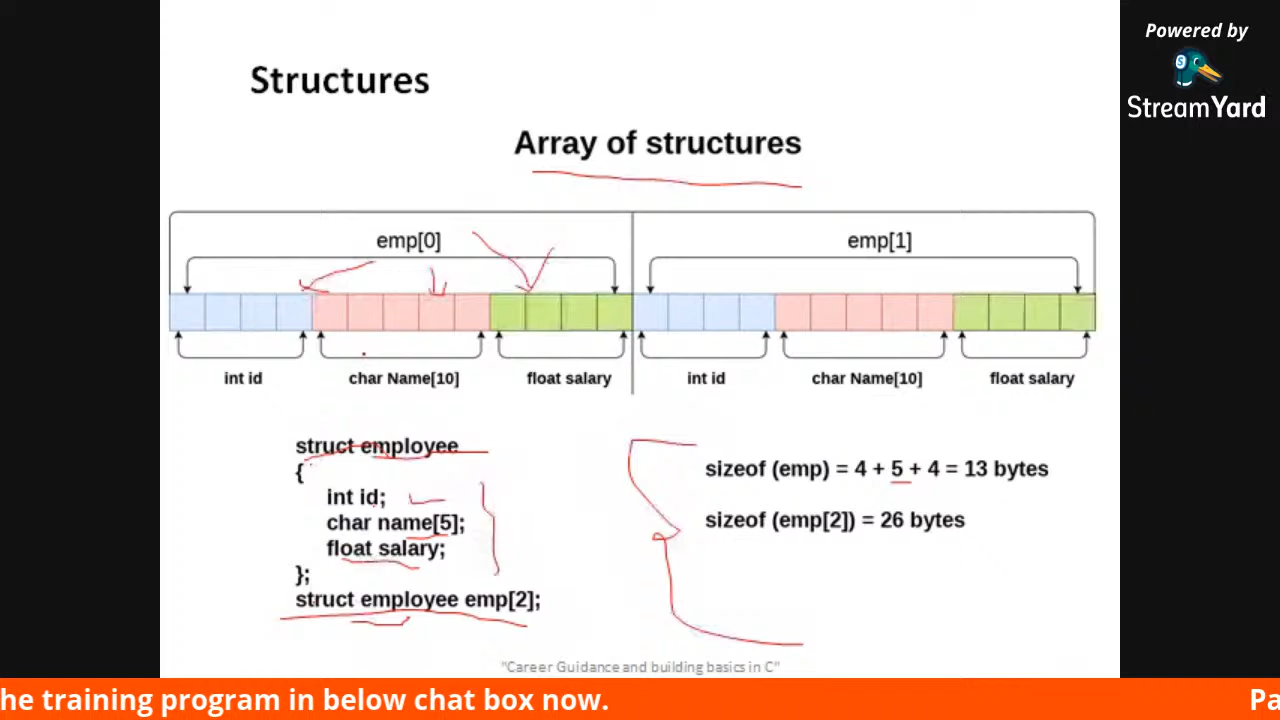 Powered by
StreamYard
Structures
Array of structures
emp[0]
emp[1]
int id
char Name[10]
float salary
int id
char Name[10]
float salary
struct employee
{
int id;
char name[5];
float salary;
};
struct employee emp[2];
sizeof (emp) = 4 + 5 + 4 = 13 bytes
sizeof (emp[2]) = 26 bytes
"Career Guidance and building basics in C"
he training program in below chat box now.
Pa